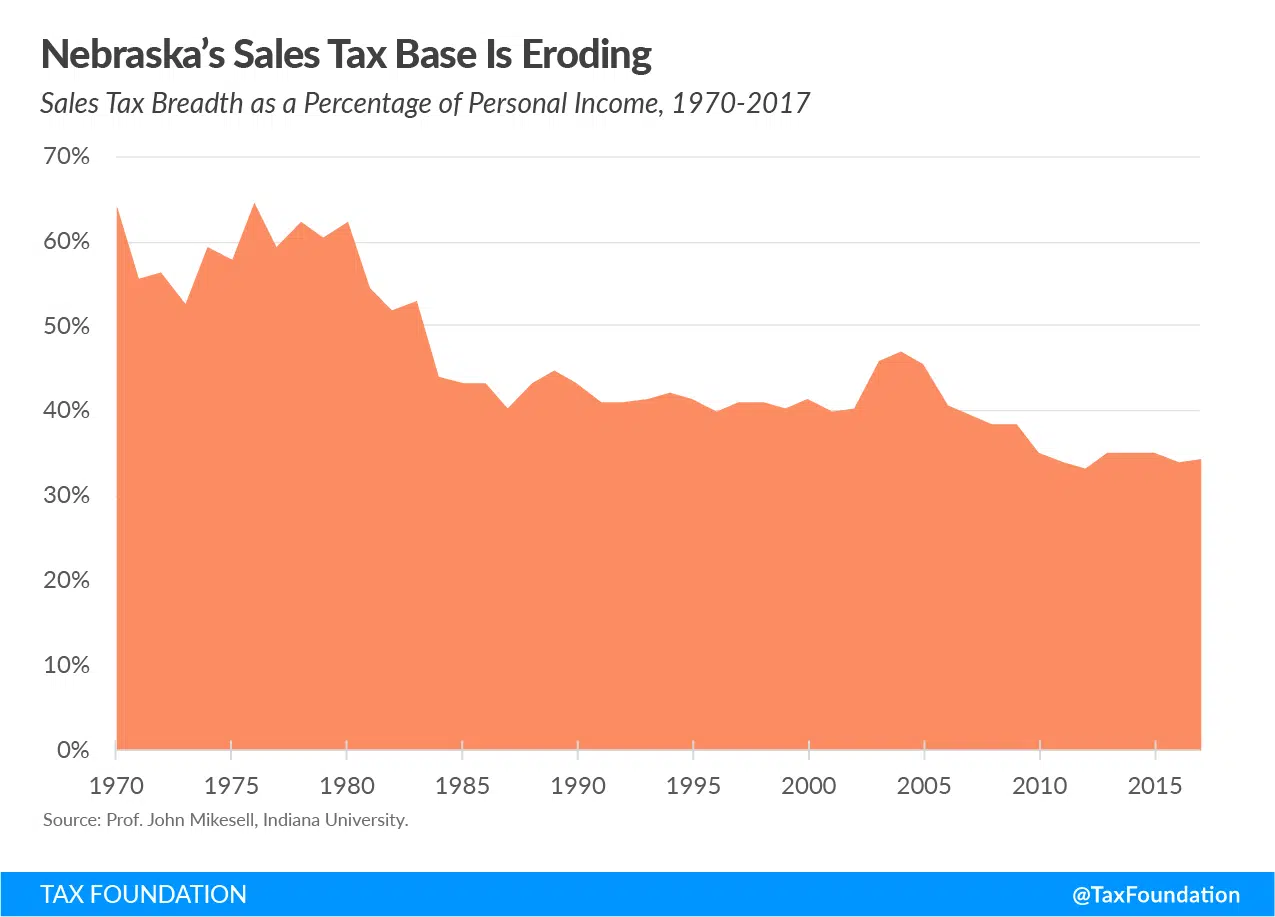 Nebraska's Sales Tax Base Is Eroding
Sales Tax Breadth as a Percentage of Personal Income, 1970-2017
70%
60%
50%
40%
30%
20%
10%
0%
1970 1975 1980 1985 1990 1995 2000 2005 2010 2015
Source: Prof. John Mikesell, Indiana University.
TAX FOUNDATION @TaxFoundation